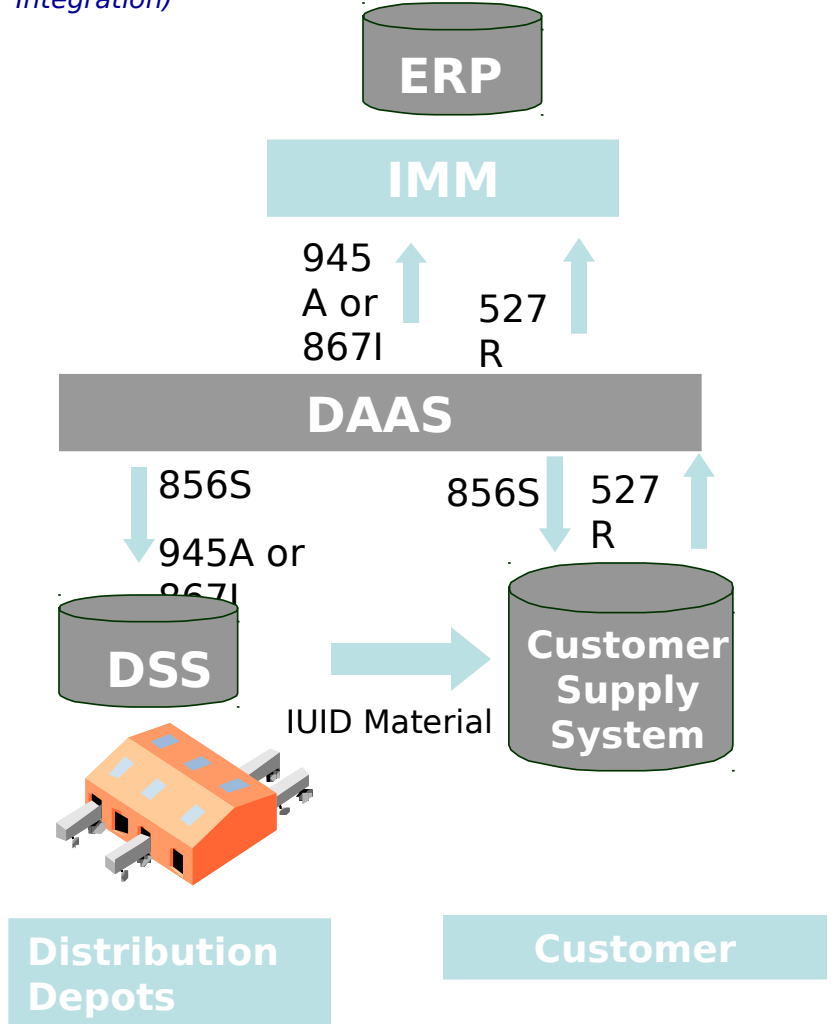 Integration)
ERP
IMM
945
A or
867I
527
R
DAAS
856S
945A or
867I
856S
527
R
DSS
Customer
Supply
System
IUID Material
Distribution
Depots
Customer